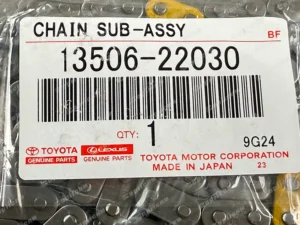 CHAIN SUB-ASSY BF
13506-22030
QTY: 1 9G24
TOYOTA LEXUS
GENUINE PARTS GENUINE PARTS
TOYOTA MOTOR CORPORATION
MADE IN JAPAN 23